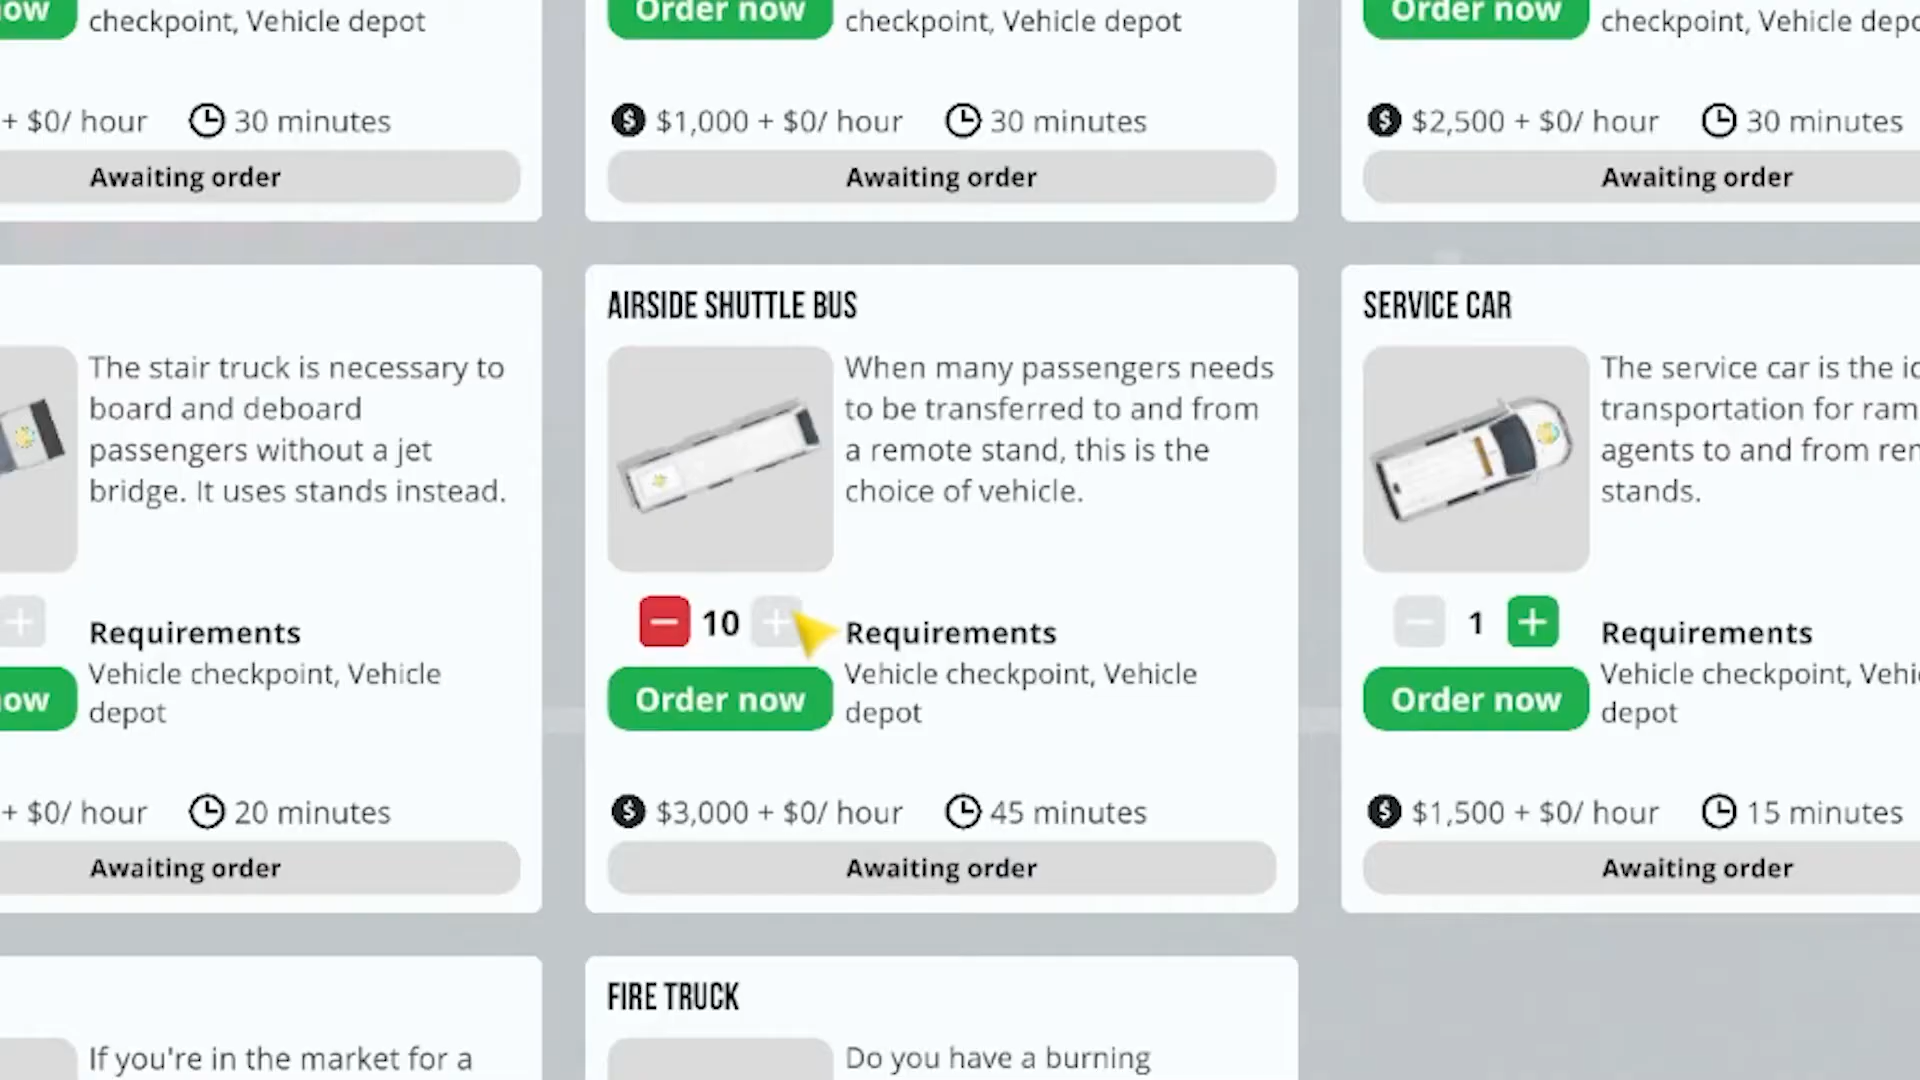 now
checkpoint, Vehicle depot
+ $0/ hour
30 minutes
Awaiting order
Order now
checkpoint, Vehicle depot
$1,000 + $0/ hour
30 minutes
Awaiting order
Order now
checkpoint, Vehicle
$2,500 + $0/ hour
30 minutes
Awaiting order
The stair truck is necessary to
board and deboard
passengers without a jet
bridge. It uses stands instead.
Requirements
Vehicle checkpoint, Vehicle
depot
+ $0/ hour
20 minutes
Awaiting order
AIRSIDE SHUTTLE BUS
When many passengers needs
to be transferred to and from
a remote stand, this is the
choice of vehicle.
10
Requirements
Vehicle checkpoint, Vehicle
depot
Order now
$3,000 + $0/ hour
45 minutes
Awaiting order
SERVICE CAR
The service car is the
transportation for
agents to and from
stands.
1
Requirements
Vehicle checkpoint,
depot
Order now
$1,500 + $0/ hour
15 minutes
Awaiting order
If you're in the market for a
FIRE TRUCK
Do you have a burning